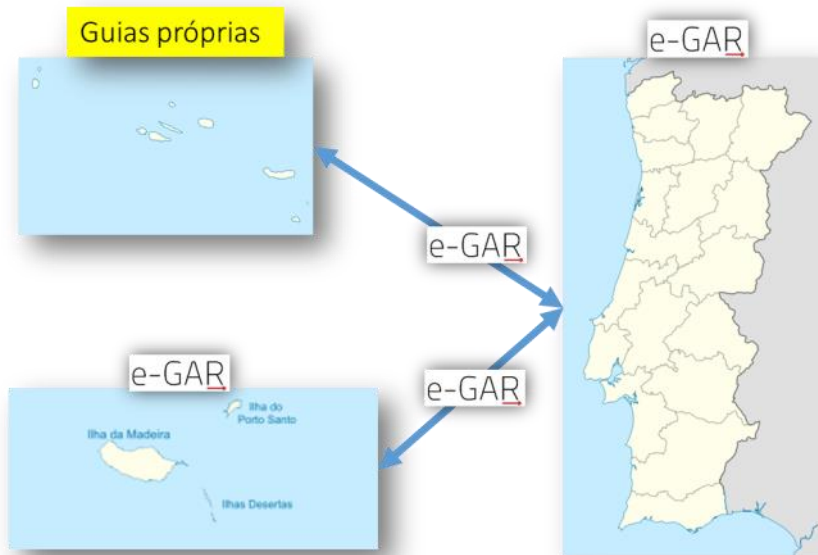 Guias próprias
e-GAR
e-GAR
e-GAR
e-GAR
Ilha do
Porto Santo
Ilha da Madeira
Ilhas Desertas